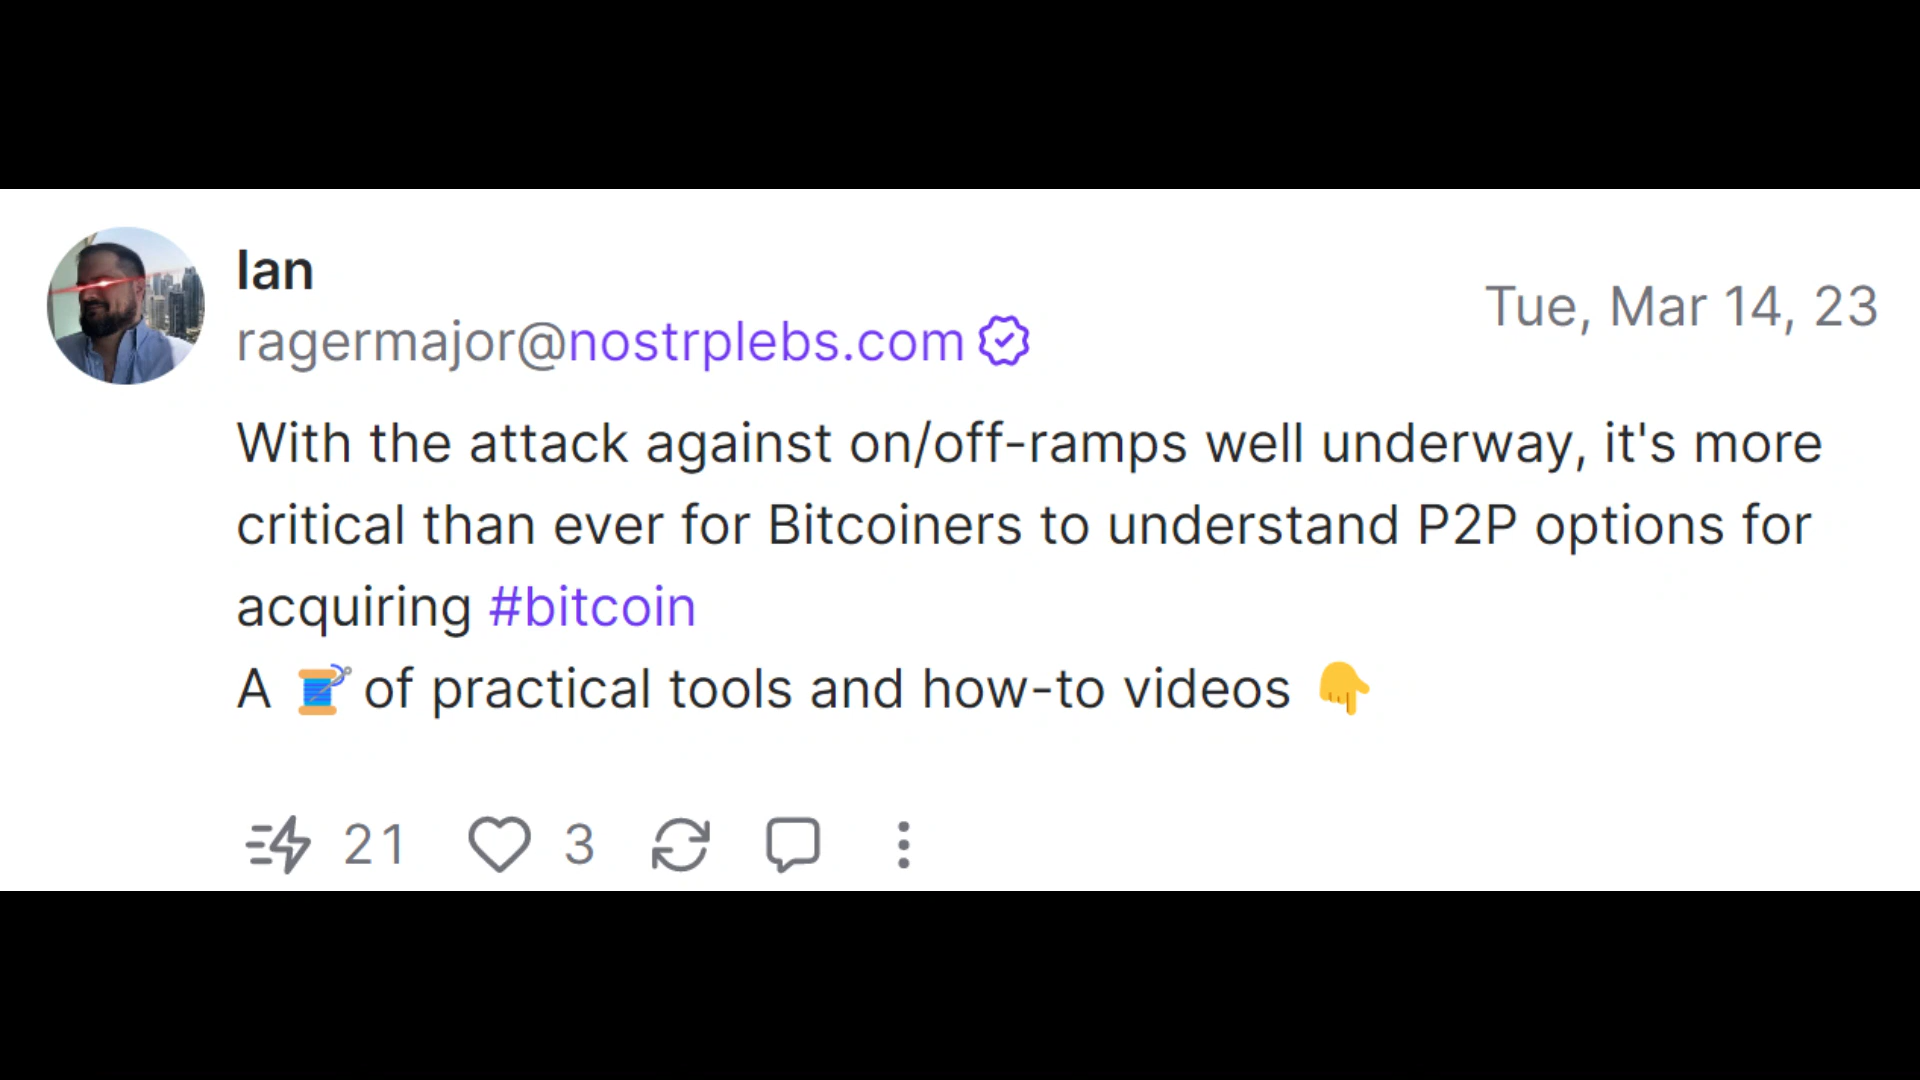 Ian
ragermajor@nostrplebs.com
Tue, Mar 14, 23
With the attack against on/off-ramps well underway, it's more
critical than ever for Bitcoiners to understand P2P options for
acquiring #bitcoin
A 🧵 of practical tools and how-to videos 👇
21 3